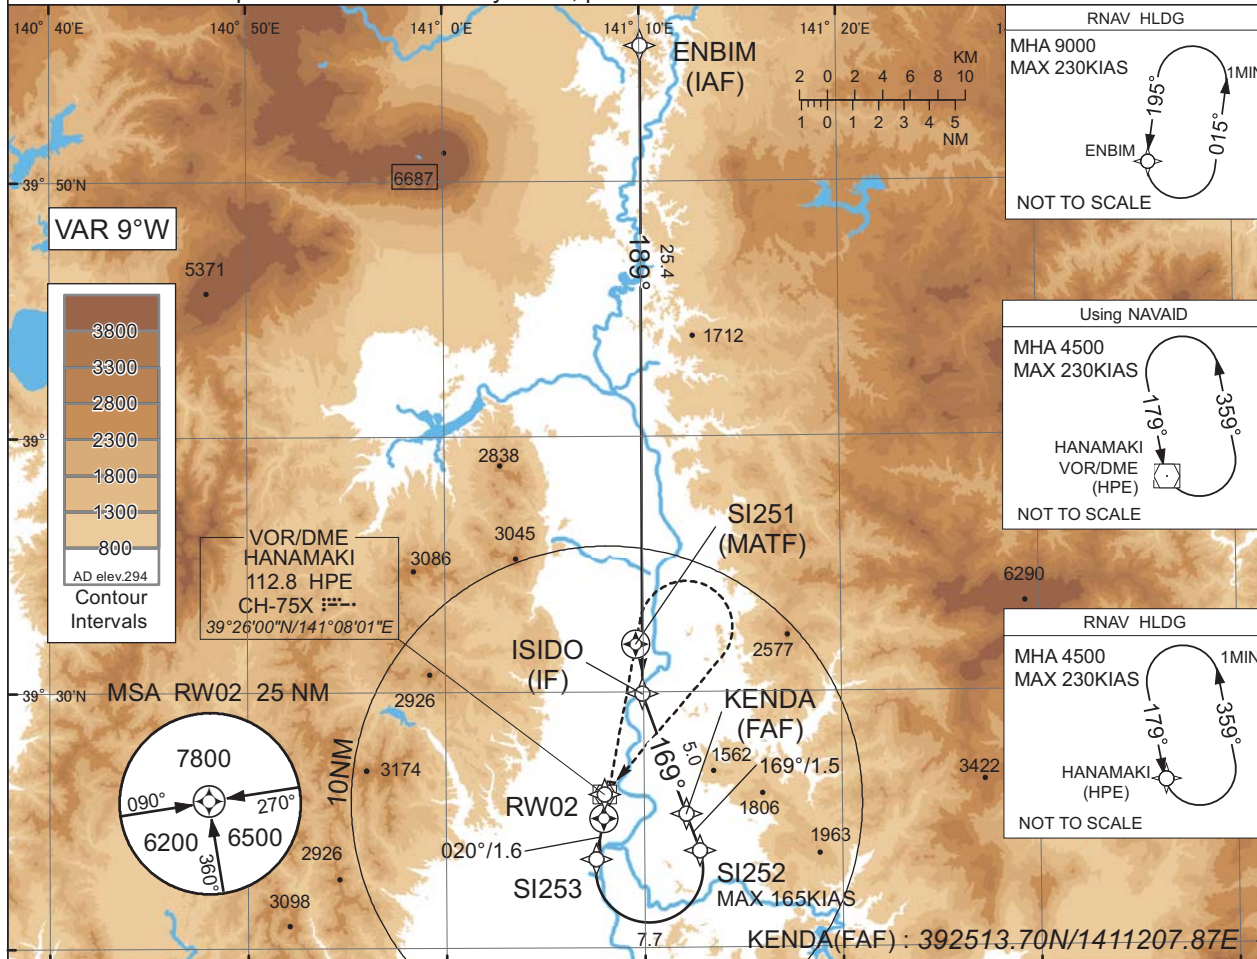 140° 40'E
140° 50'E
141° 0'E
141° 10'E
141° 20'E
ENBIM
(IAF)
KM
2 0 2 4 6 8 10
1 0 1 2 3 4 5
NM
RNAV HLDG
MHA 9000
MAX 230KIAS
1MIN
195°
015°
ENBIM
NOT TO SCALE
6687
39° 50'N
VAR 9°W
189°
25.4
5371
1712
3800
3300
2800
2300
1800
1300
800
AD elev.294
Contour
Intervals
Using NAVAID
MHA 4500
MAX 230KIAS
179°
359°
HANAMAKI
VOR/DME
(HPE)
NOT TO SCALE
39°
2838
3045
3086
VOR/DME
HANAMAKI
112.8 HPE
CH-75X
39°26'00"N/141°08'01"E
SI251
(MATF)
6290
2577
ISIDO
(IF)
39° 30'N
2926
KENDA
(FAF)
RNAV HLDG
MHA 4500
MAX 230KIAS
1MIN
179°
359°
HANAMAKI
(HPE)
NOT TO SCALE
MSA RW02 25 NM
7800
090°
270°
6200
6500
360°
10NM
3174
169°
5.0
1562
169°/1.5
1806
3422
RW02
020°/1.6
1963
2926
SI253
SI252
MAX 165KIAS
3098
7.7
KENDA(FAF) : 392513.70N/1411207.87E